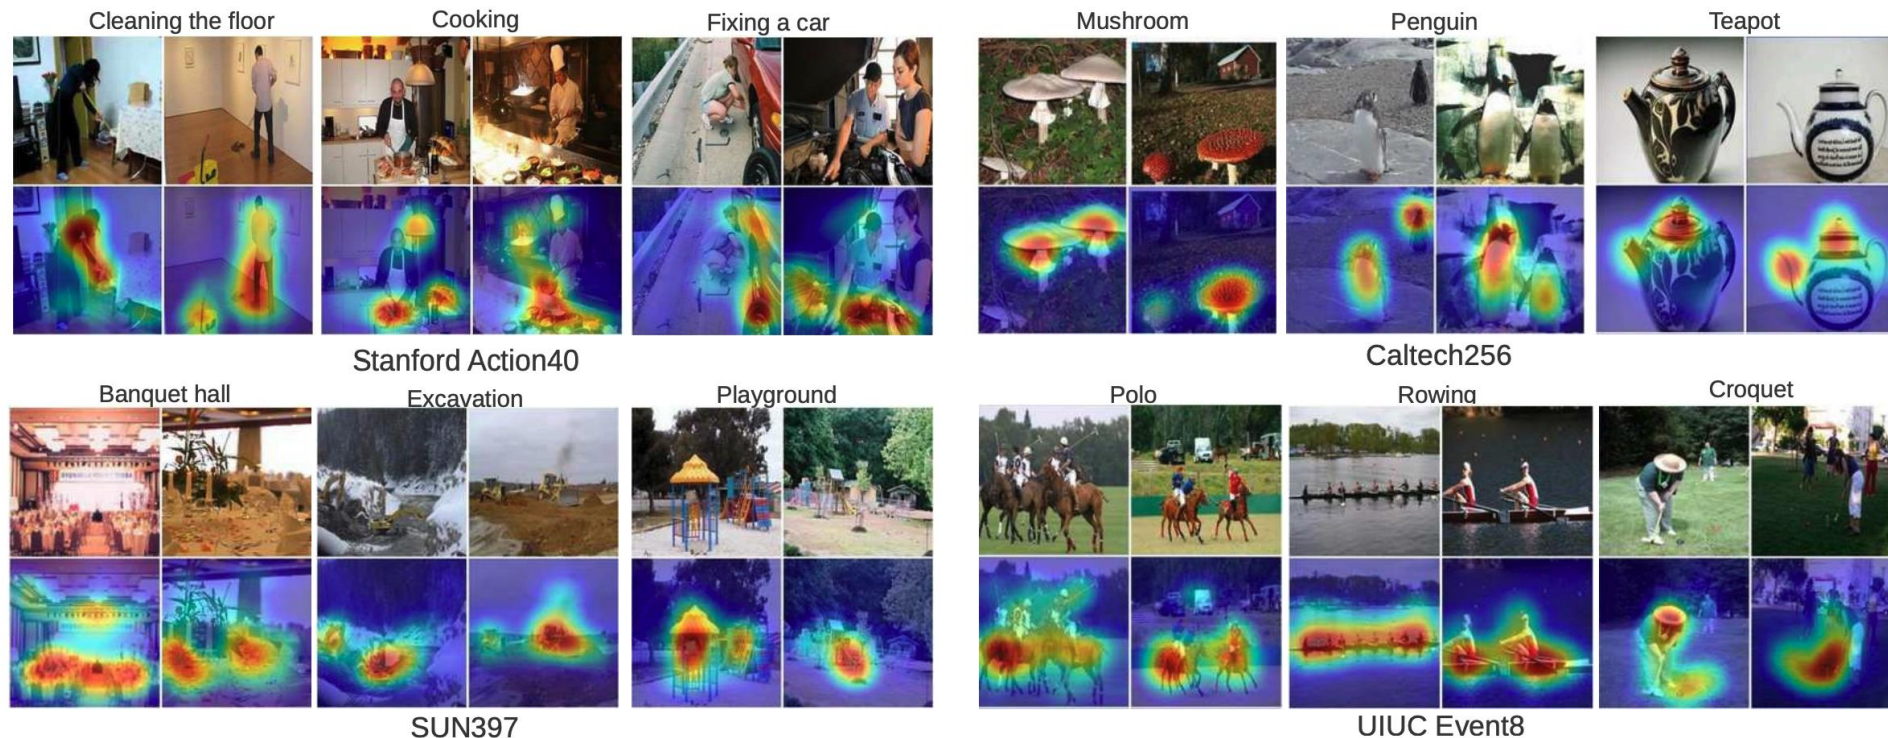 Cleaning the floor
Cooking
Fixing a car
Mushroom
Penguin
Teapot
Stanford Action40
Caltech256
Banquet hall
Excavation
Playground
Polo
Rowing
Croquet
SUN397
UIUC Event8